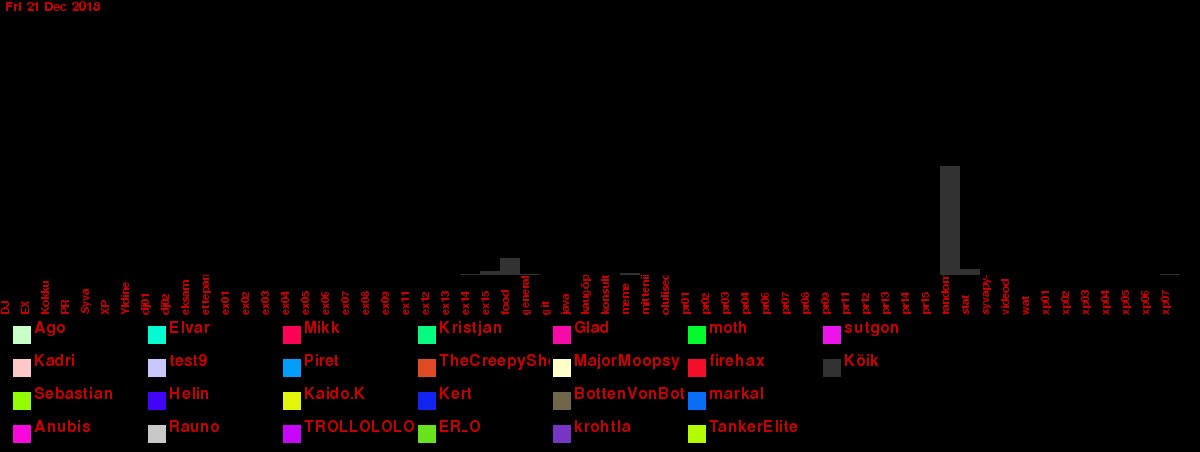 Fri 21 Dec 2018
DJ EX Kokku PR Syva XP Yldine dj01 dj02 eksam ettepan ex01 ex02 ex03 ex04 ex05 ex06 ex07 ex08 ex09 ex11 ex12 ex13 ex14 ex15 food general git java kaugõp konsult meme mittenii olulisec pr01 pr02 pr03 pr04 pr06 pr07 pr08 pr09 pr11 pr12 pr13 pr14 pr15 random stat syvapy- videod wat xp01 xp02 xp03 xp04 xp05 xp06 xp07
Ago Elvar Mikk Kristjan Glad moth sutgon
Kadri test9 Piret TheCreepySh MajorMoopsy firehax Kõik
Sebastian Helin Kaido.K Kert BottenVonBot markal
Anubis Rauno TROLLOLOLO ER_O krohtla TankerElite